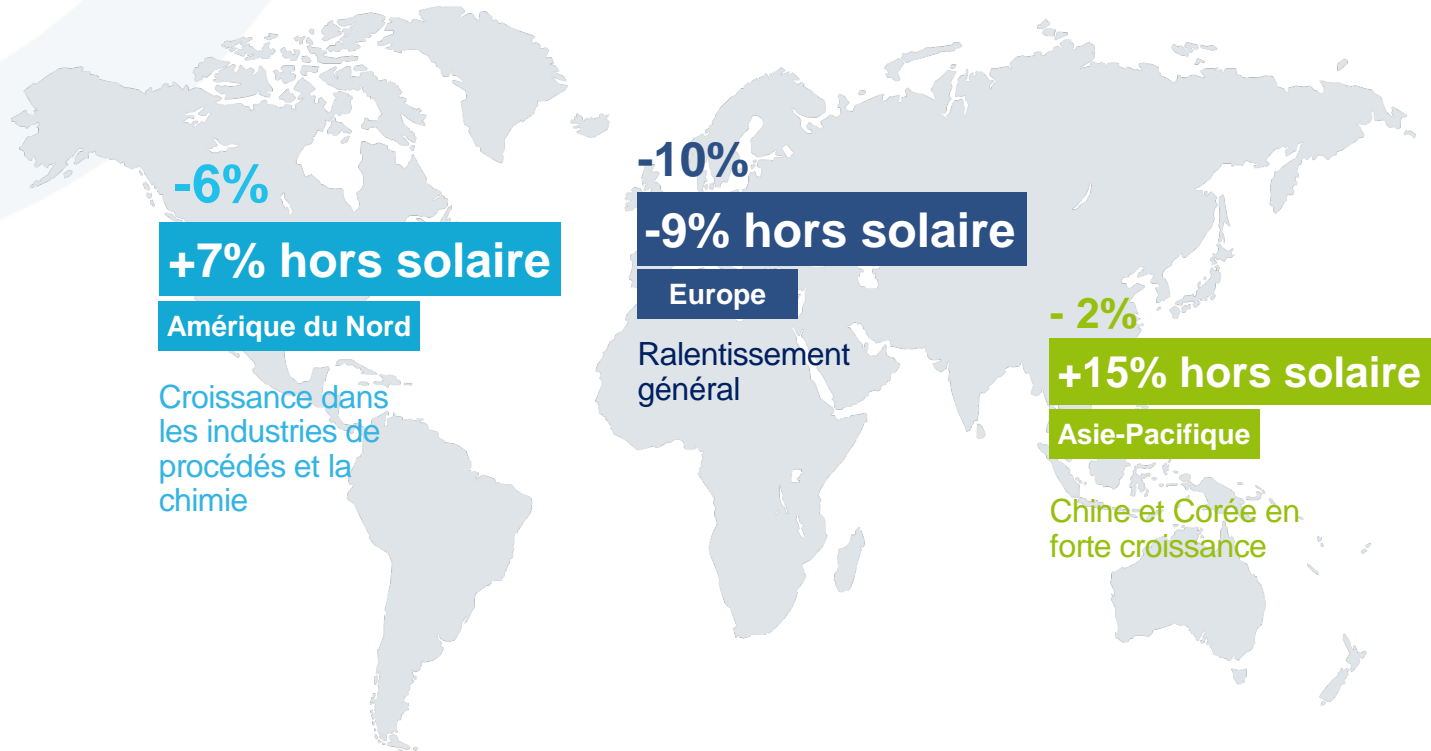 -6%
+7% hors solaire
Amérique du Nord
Croissance dans
les industries de
procédés et la
chimie
-10%
-9% hors solaire
Europe
Ralentissement
général
- 2%
+15% hors solaire
Asie-Pacifique
Chine et Corée en
forte croissance